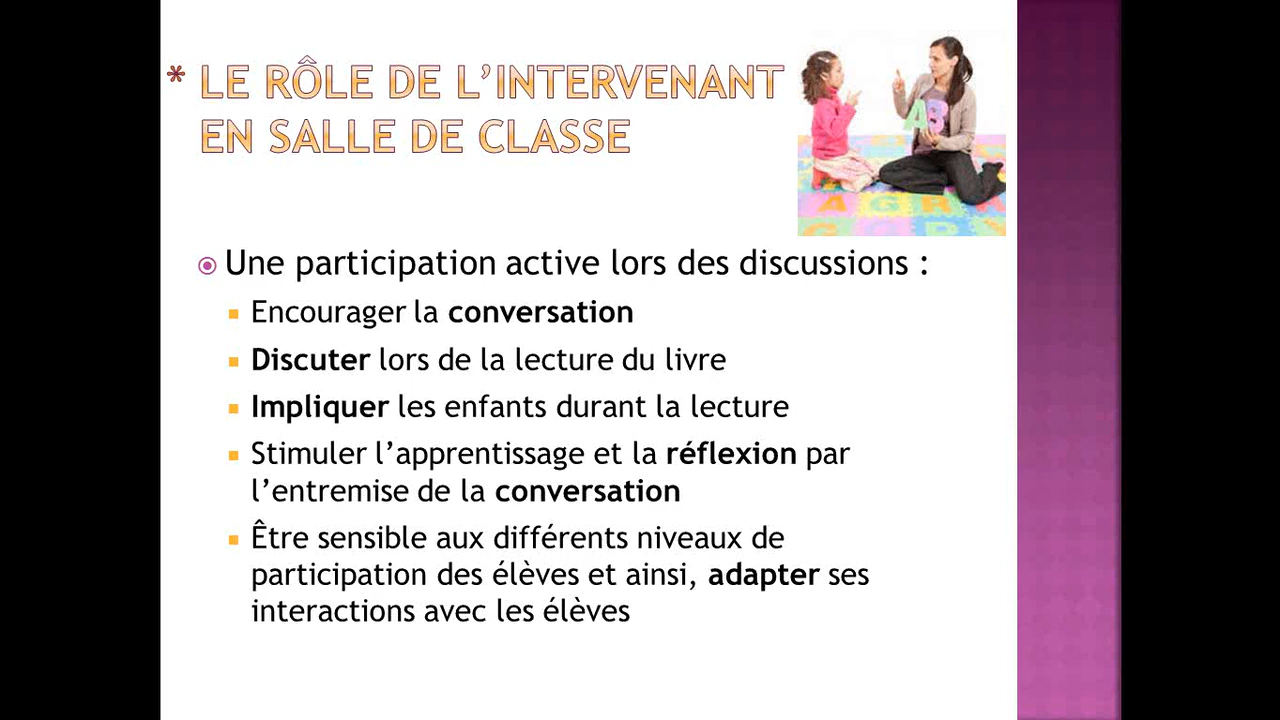 * LE RÔLE DE L’INTERVENANT
EN SALLE DE CLASSE
Une participation active lors des discussions :
Encourager la conversation
Discuter lors de la lecture du livre
Impliquer les enfants durant la lecture
Stimuler l’apprentissage et la réflexion par
l’entremise de la conversation
Être sensible aux différents niveaux de
participation des élèves et ainsi, adapter ses
interactions avec les élèves